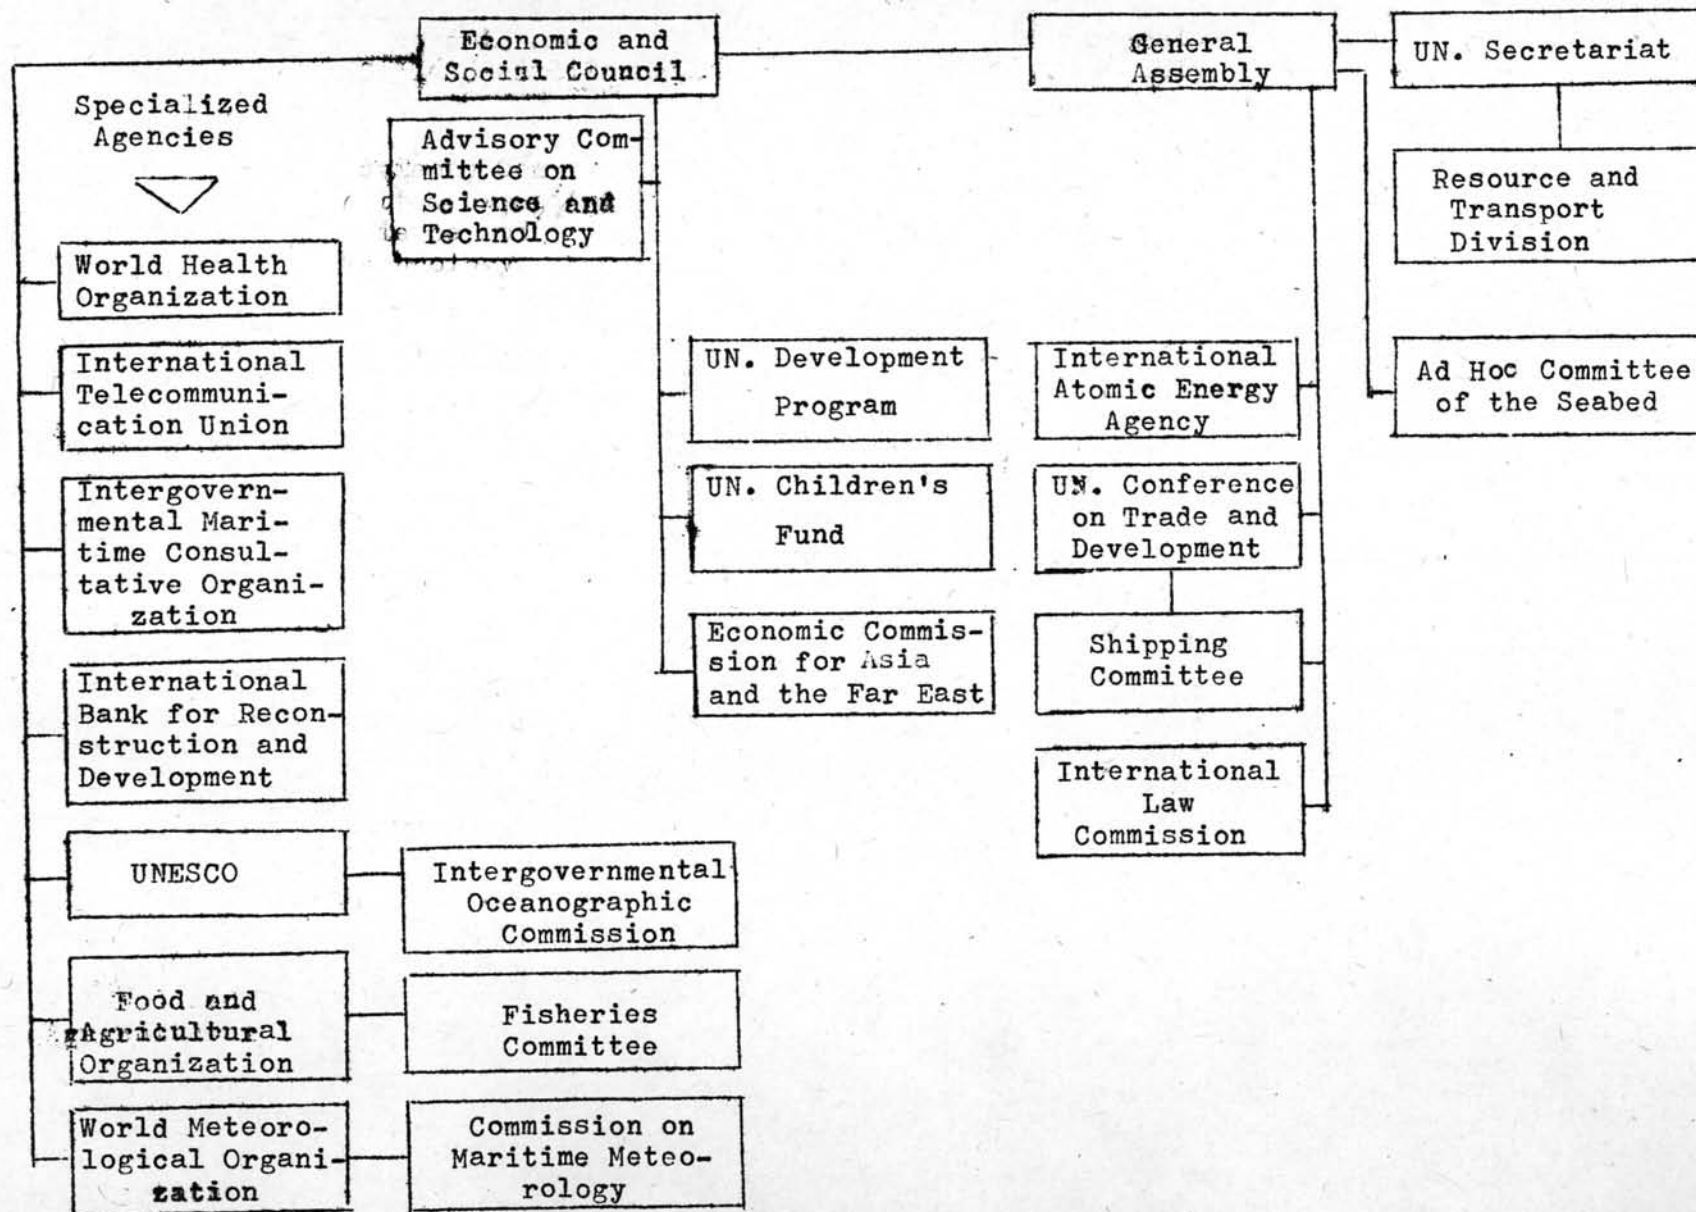 Economic and
Social Council
General
Assembly
UN. Secretariat
Specialized
Agencies
Advisory Com-
mittee on
Science and
Technology
Resource and
Transport
Division
World Health
Organization
International
Telecommuni-
cation Union
UN. Development
Program
International
Atomic Energy
Agency
Ad Hoc Committee
of the Seabed
Intergovern-
mental Mari-
time Consul-
tative Organi-
zation
UN. Children's
Fund
UN. Conference
on Trade and
Development
Economic Commis-
sion for Asia
and the Far East
Shipping
Committee
International
Bank for Recon-
struction and
Development
International
Law
Commission
UNESCO
Intergovernmental
Oceanographic
Commission
Food and
Agricultural
Organization
Fisheries
Committee
World Meteoro-
logical Organi-
zation
Commission on
Maritime Meteo-
rology